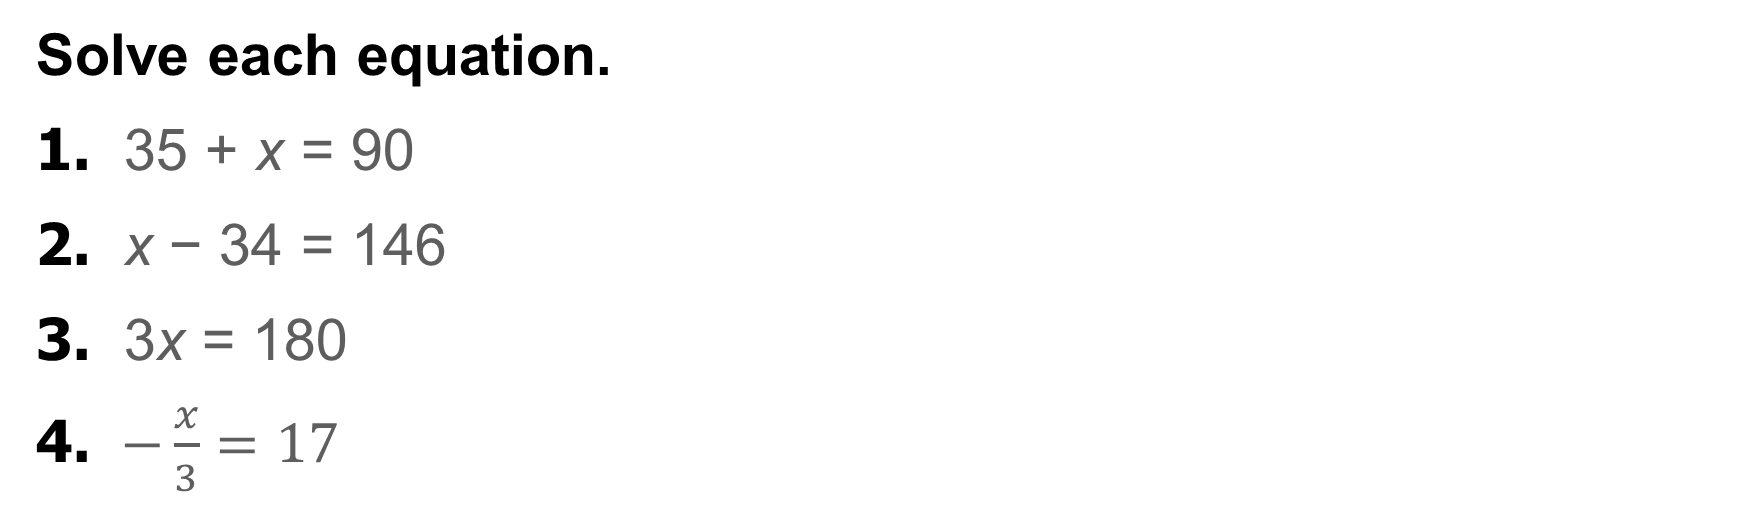 Solve each equation.
1. 35 + x = 90
2. x − 34 = 146
3. 3x = 180
4. −x/3 = 17